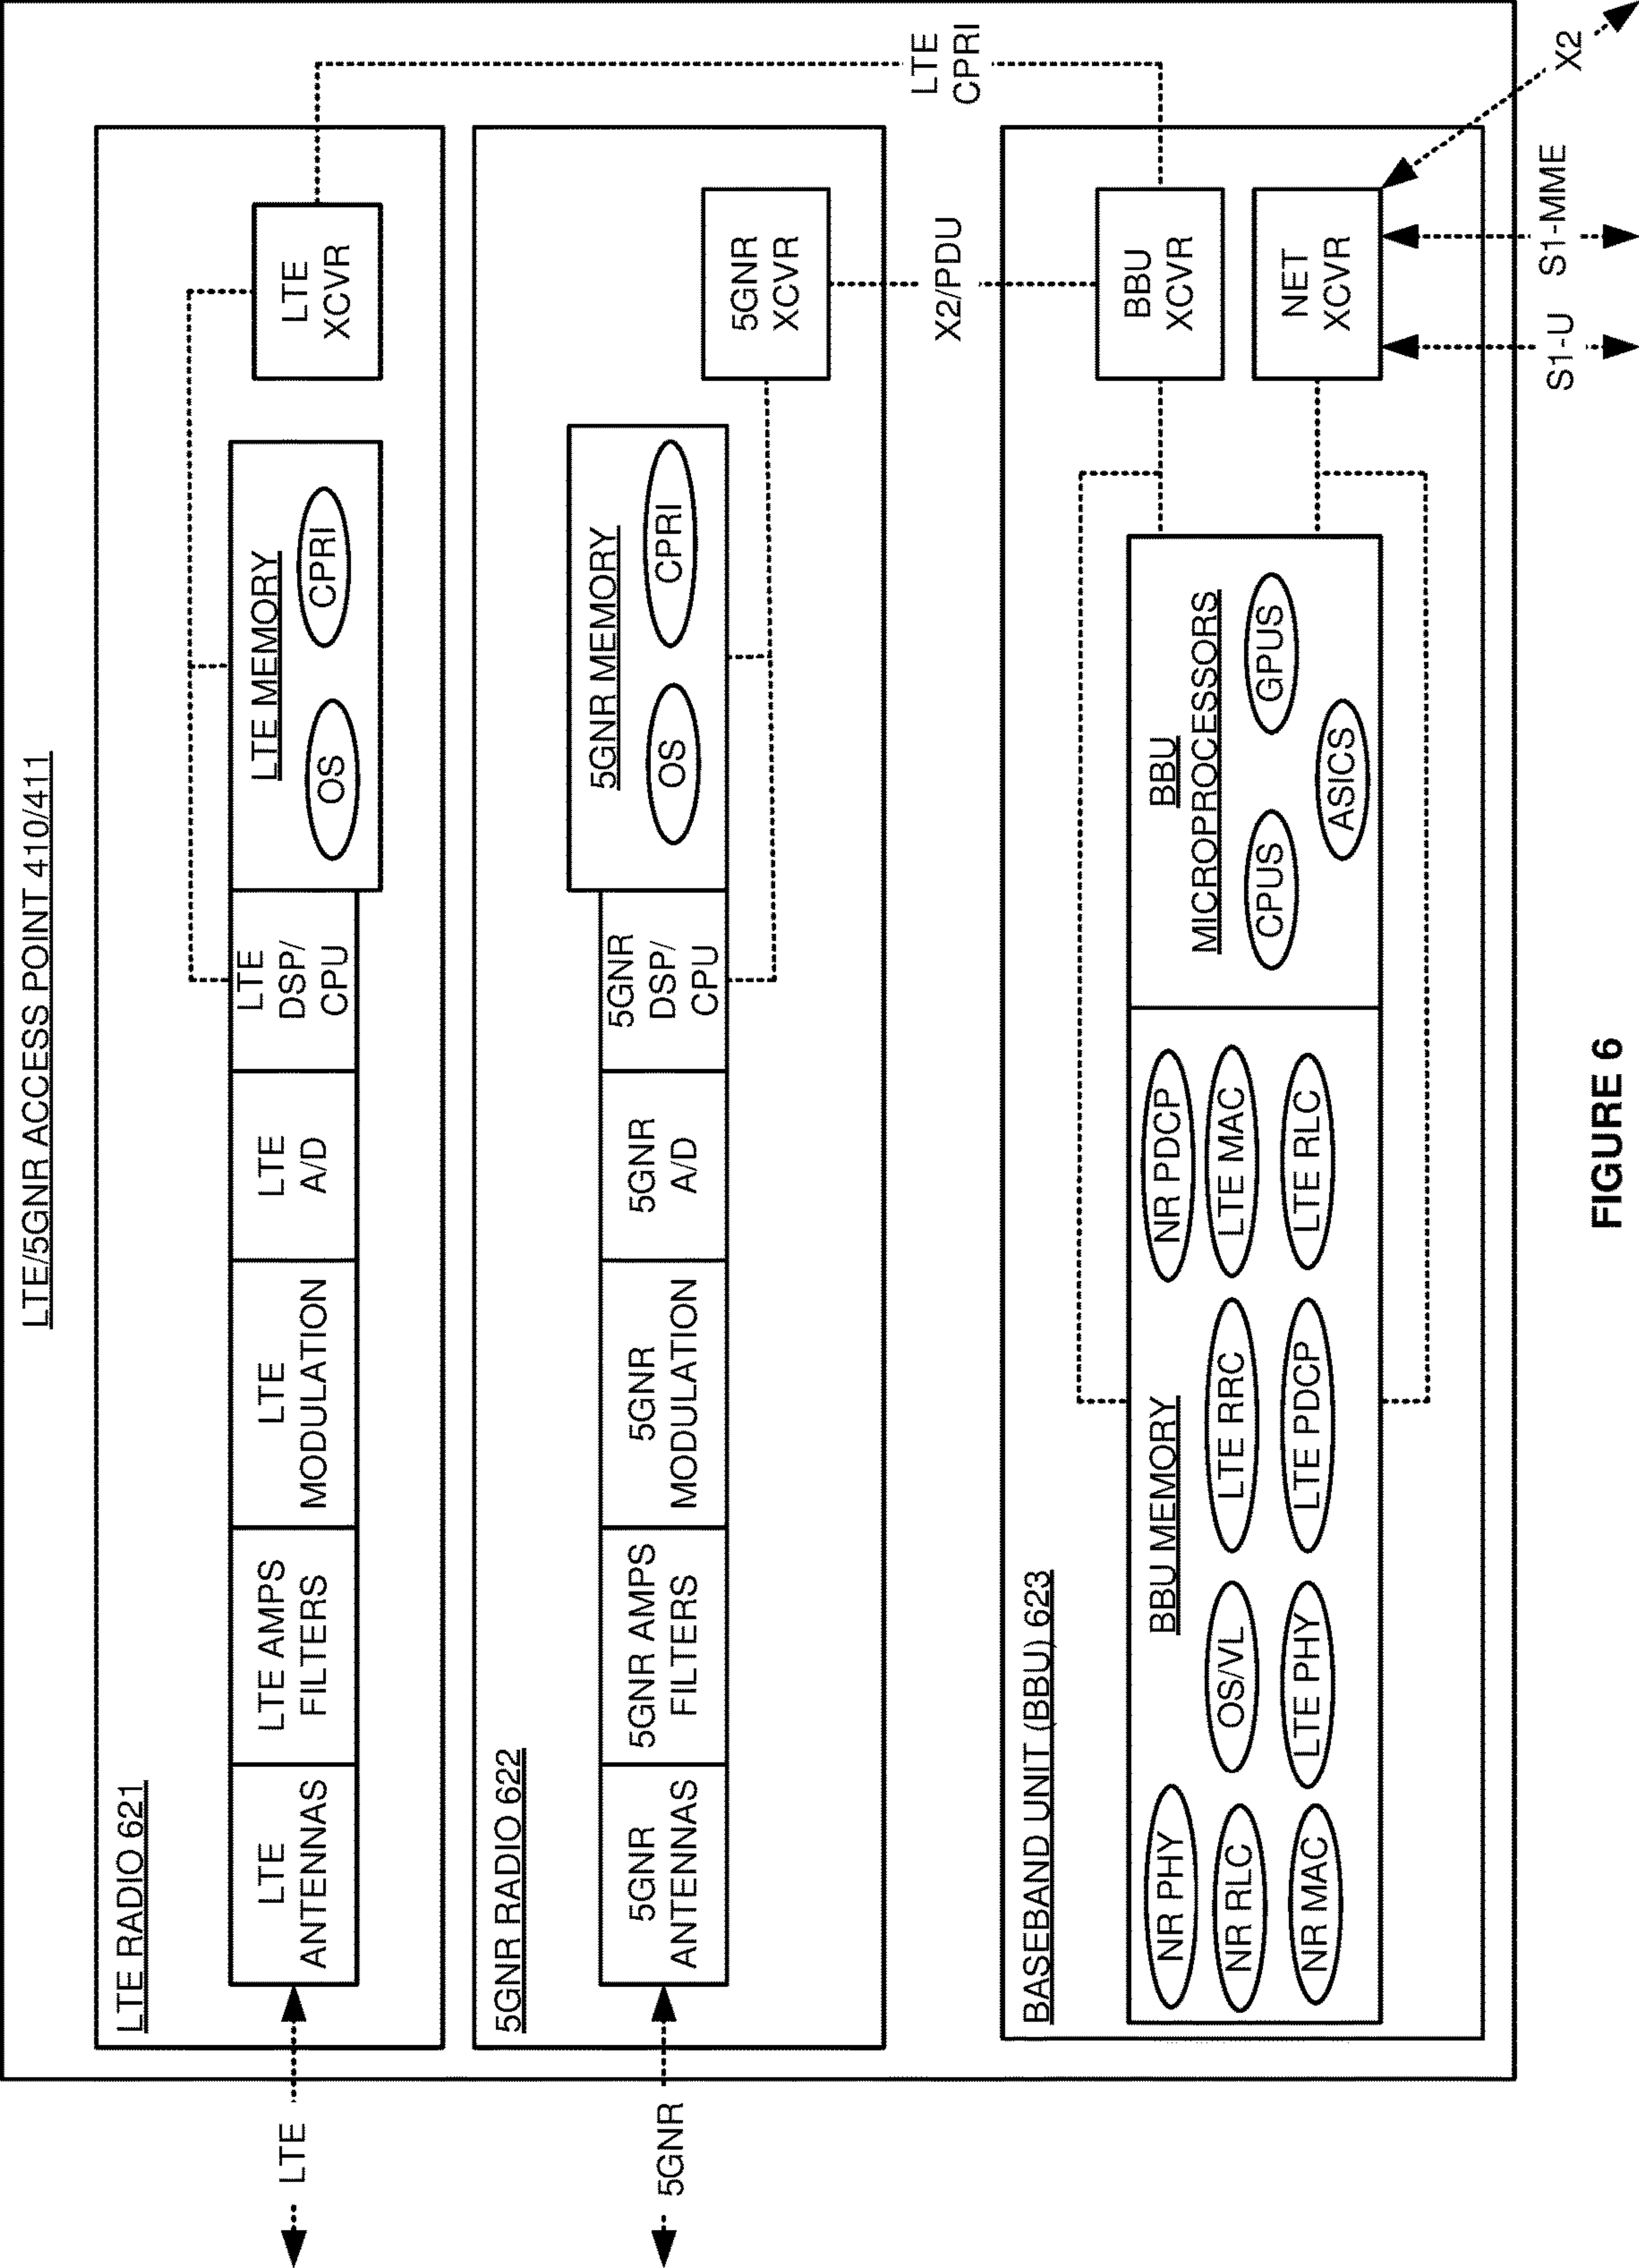 LTE/5GNR ACCESS POINT 410/411
LTE RADIO 621
LTE
LTE
ANTENNAS
LTE AMPS
FILTERS
LTE
MODULATION
LTE
A/D
LTE
DSP/
CPU
LTE MEMORY
OS
CPRI
LTE
XCVR
5GNR RADIO 622
5GNR
5GNR
ANTENNAS
5GNR AMPS
FILTERS
5GNR
MODULATION
5GNR
A/D
5GNR
DSP/
CPU
5GNR MEMORY
OS
CPRI
5GNR
XCVR
LTE
CPRI
X2/PDU
BASEBAND UNIT (BBU) 623
BBU MEMORY
NR PHY
NR RLC
NR MAC
OS/VL
LTE PHY
LTE RRC
LTE PDCP
NR PDCP
LTE MAC
LTE RLC
BBU
MICROPROCESSORS
CPUS
GPUS
ASICS
BBU
XCVR
NET
XCVR
S1-U
S1-MME
X2
FIGURE 6